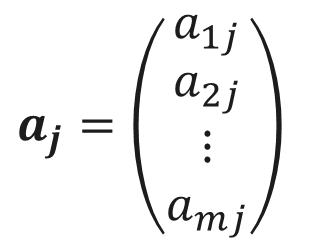 a_{1j}
a_{2j}
a_j = ⋮
a_{mj}